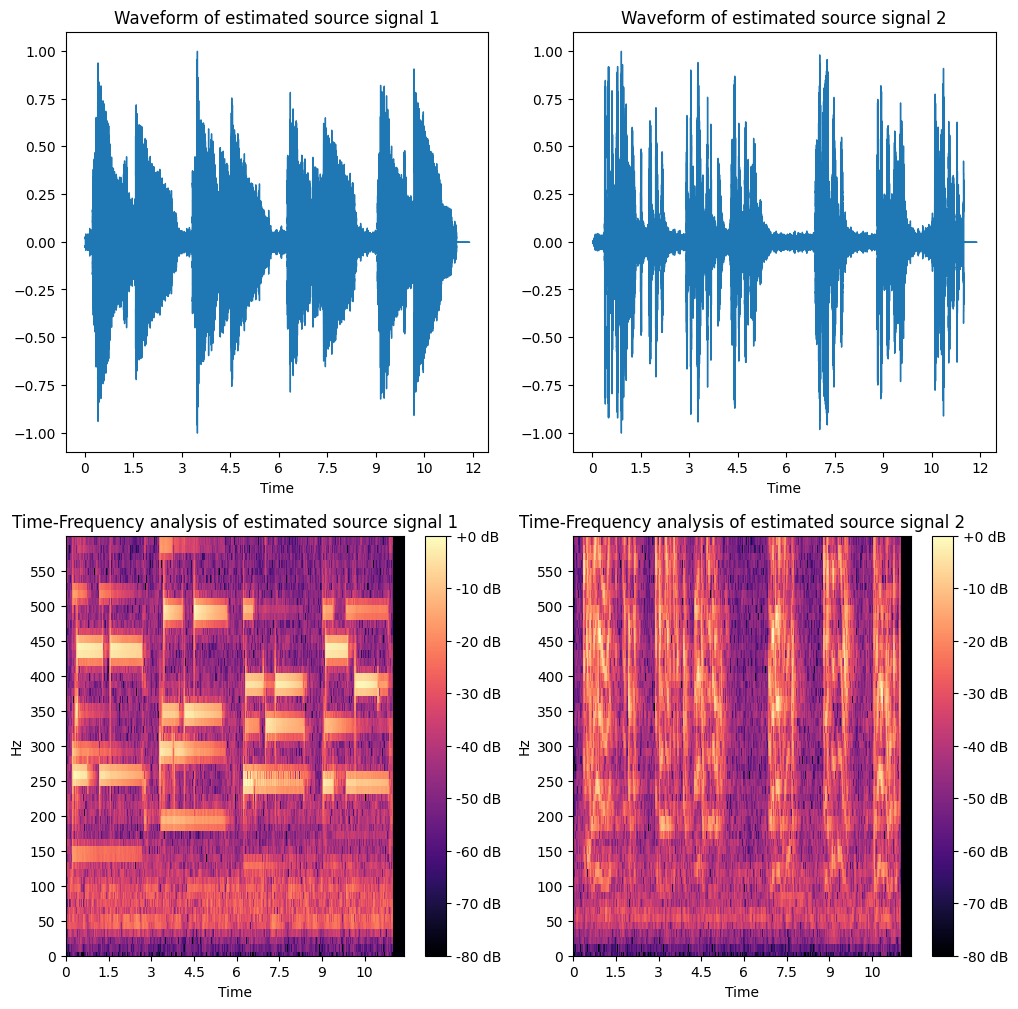 Waveform of estimated source signal 1
1.00
0.75
0.50
0.25
0.00
−0.25
−0.50
−0.75
−1.00
0 1.5 3 4.5 6 7.5 9 10 12
Time
Waveform of estimated source signal 2
1.00
0.75
0.50
0.25
0.00
−0.25
−0.50
−0.75
−1.00
0 1.5 3 4.5 6 7.5 9 10 12
Time
Time-Frequency analysis of estimated source signal 1
Hz
550
500
450
400
350
300
250
200
150
100
50
0
0 1.5 3 4.5 6 7.5 9 10
Time
+0 dB
-10 dB
-20 dB
-30 dB
-40 dB
-50 dB
-60 dB
-70 dB
-80 dB
Time-Frequency analysis of estimated source signal 2
Hz
550
500
450
400
350
300
250
200
150
100
50
0
0 1.5 3 4.5 6 7.5 9 10
Time
+0 dB
-10 dB
-20 dB
-30 dB
-40 dB
-50 dB
-60 dB
-70 dB
-80 dB